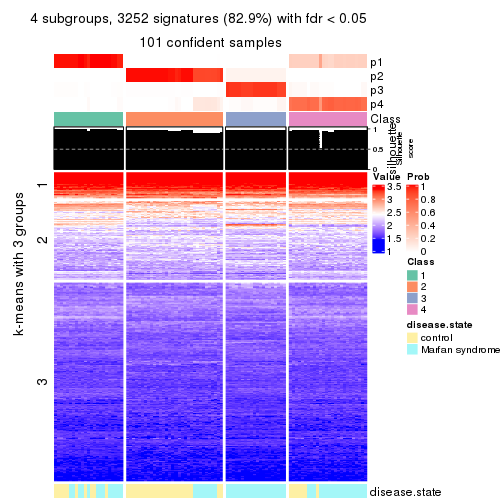 4 subgroups, 3252 signatures (82.9%) with fdr < 0.05
101 confident samples
p1
p2
p3
p4
Class
1
0.5
0
silhouette
Silhouette
score
k-means with 3 groups
1
2
3
Value
3.5
3
2.5
2
1.5
1
Prob
1
0.8
0.6
0.4
0.2
0
Class
1
2
3
4
disease.state
control
Marfan syndrome
disease.state